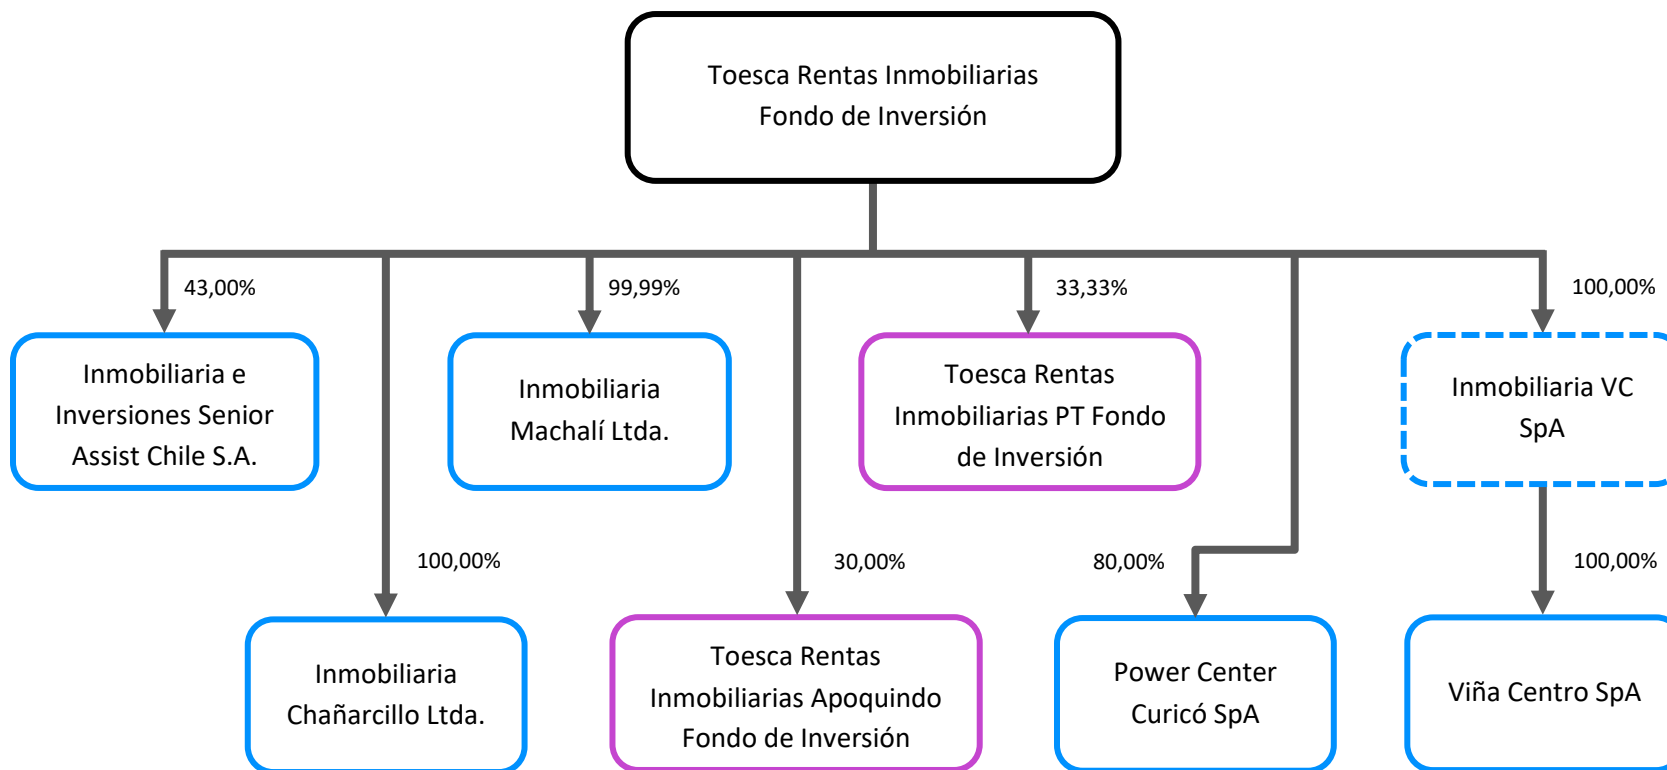 Toesca Rentas Inmobiliarias
Fondo de Inversión
43,00%
99,99%
33,33%
100,00%
Inmobiliaria e
Inversiones Senior
Assist Chile S.A.
Inmobiliaria
Machalí Ltda.
Toesca Rentas
Inmobiliarias PT Fondo
de Inversión
Inmobiliaria VC
SpA
100,00%
30,00%
80,00%
100,00%
Inmobiliaria
Chañarcillo Ltda.
Toesca Rentas
Inmobiliarias Apoquindo
Fondo de Inversión
Power Center
Curicó SpA
Viña Centro SpA